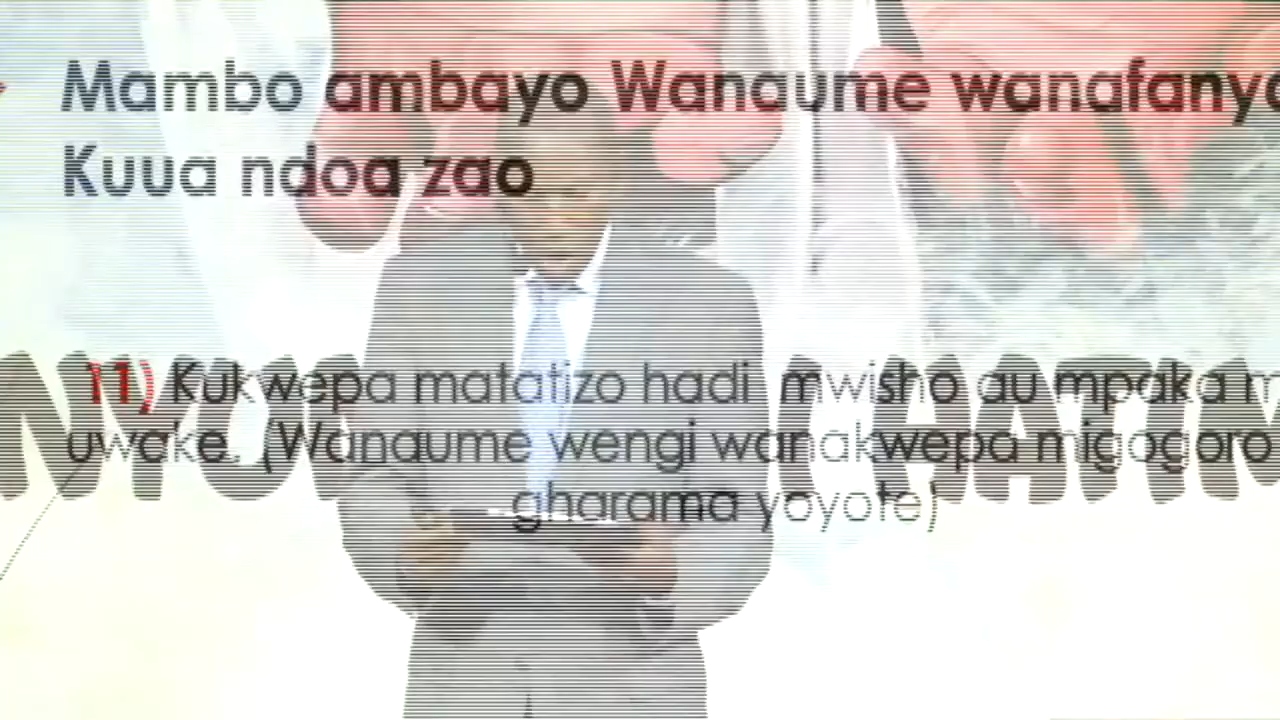 Mambo ambayo Wanaume wanafanya
Kuua ndoa zao
11) Kukwepa matatizo hadi mwisho au mpaka
uwake. (Wanaume wengi wanakwepa migogoro
gharama yoyote)